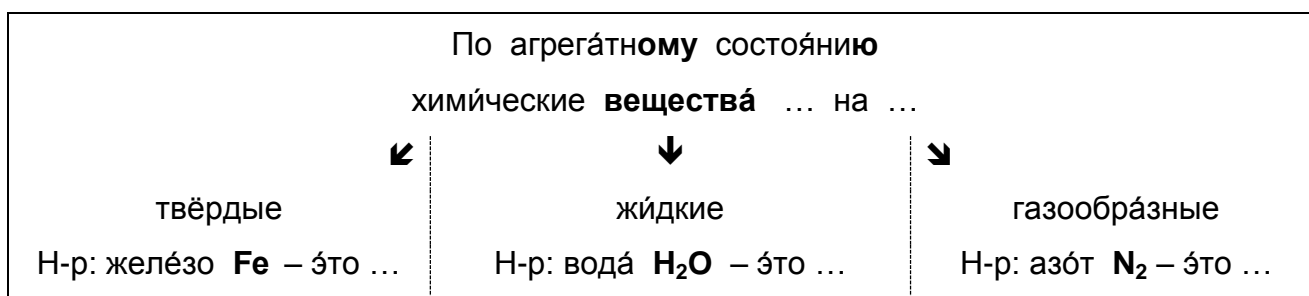 По агрега́тному состоя́нию
хими́ческие вещества́ … на …
твёрдые жи́дкие газообра́зные
Н-р: желе́зо Fe – э́то … Н-р: вода́ H₂O – э́то … Н-р: азо́т N₂ – э́то …